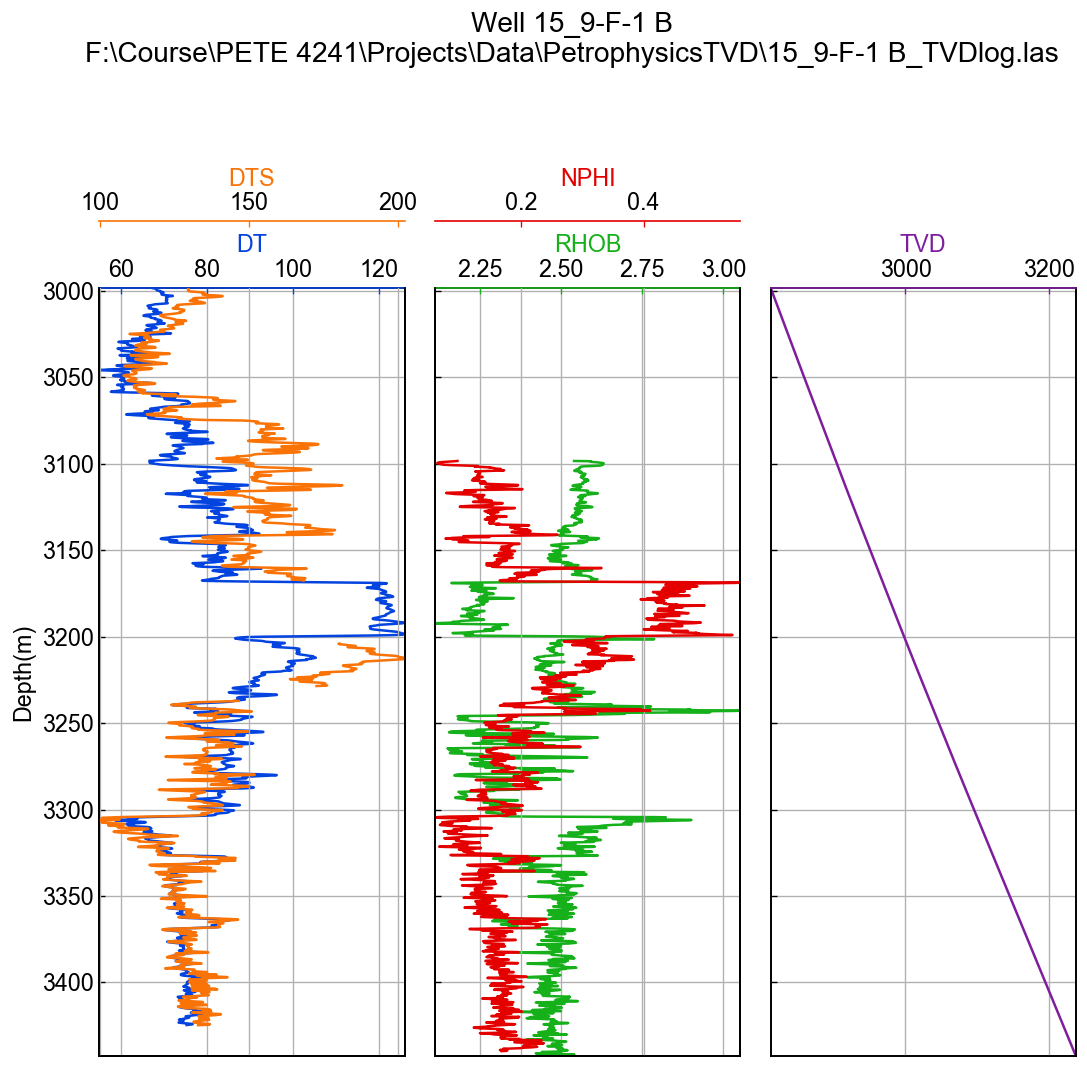 Well 15_9-F-1 B
F:\Course\PETE 4241\Projects\Data\PetrophysicsTVD\15_9-F-1 B_TVDlog.las
DTS
100 150 200
DT
60 80 100 120
NPHI
0.2 0.4
RHOB
2.25 2.50 2.75 3.00
TVD
3000 3200
Depth(m)
3000
3050
3100
3150
3200
3250
3300
3350
3400